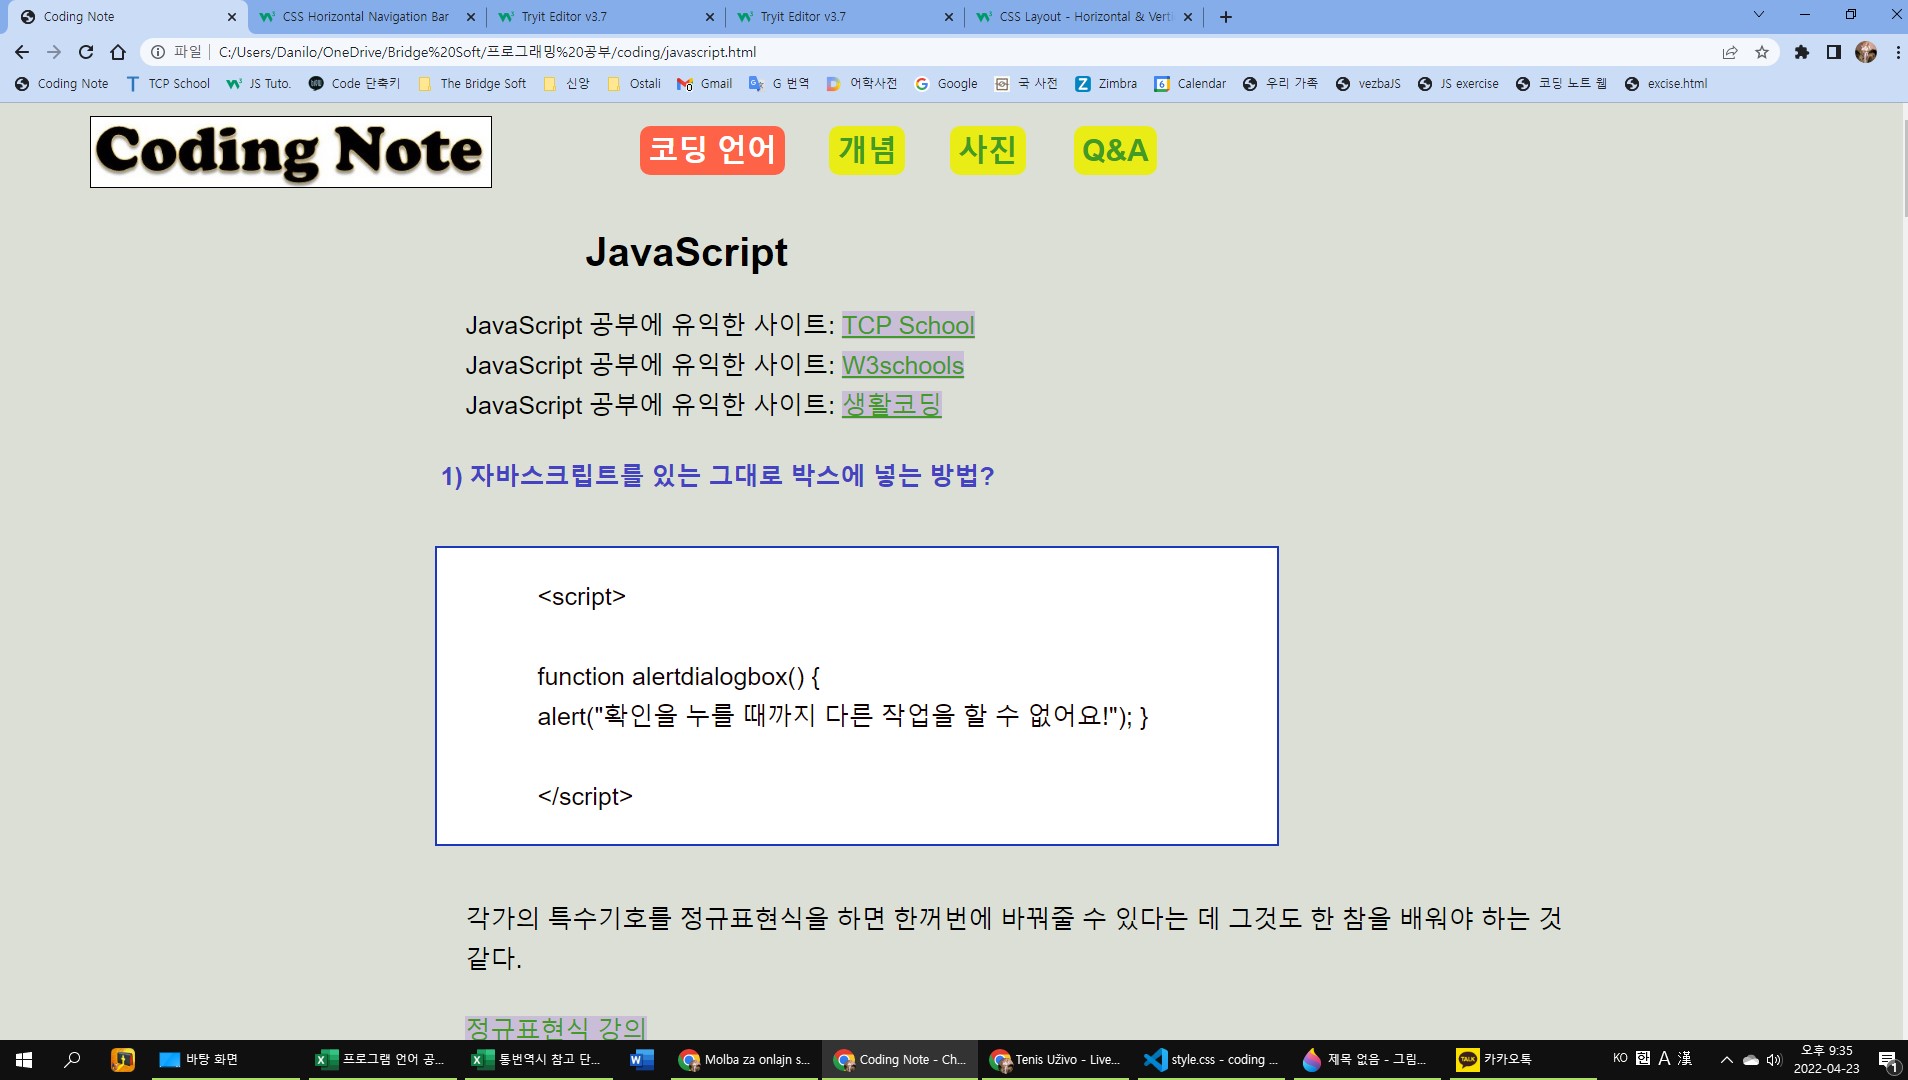 Coding Note
CSS Horizontal Navigation Bar
Tryit Editor v3.7
Tryit Editor v3.7
CSS Layout - Horizontal & Verti
파일
C:/Users/Danilo/OneDrive/Bridge%20Soft/프로그래밍%20공부/coding/javascript.html
Coding Note TCP School JS Tuto. Code 단축키 The Bridge Soft 신앙 Ostali Gmail G 번역 어학사전 Google 국 사전 Zimbra Calendar 우리 가족 vezbaJS JS exercise 코딩 노트 웹 excise.html
Coding Note
코딩 언어 개념 사진 Q&A
JavaScript
JavaScript 공부에 유익한 사이트: TCP School
JavaScript 공부에 유익한 사이트: W3schools
JavaScript 공부에 유익한 사이트: 생활코딩
1) 자바스크립트를 있는 그대로 박스에 넣는 방법?
<script>
function alertdialogbox() {
alert("확인을 누를 때까지 다른 작업을 할 수 없어요!"); }
</script>
각가의 특수기호를 정규표현식을 하면 한꺼번에 바꿔줄 수 있다는 데 그것도 한 참을 배워야 하는 것
같다.
정규표현식 강의
바탕 화면
프로그램 언어 공...
통번역시 참고 단...
Molba za onlajn s...
Coding Note - Ch...
Tenis Uživo - Live...
style.css - coding ...
제목 없음 - 그림...
TALK
카카오톡
KO
A 漢
오후 9:35
2022-04-23
1